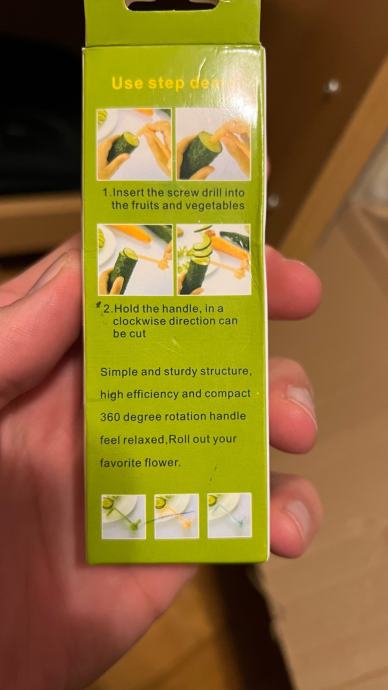 Use step
1.Insert the screw drill into
the fruits and vegetables
*2.Hold the handle, in a
clockwise direction can
be cut
Simple and sturdy structure,
high efficiency and compact
360 degree rotation handle
feel relaxed,Roll out your
favorite flower.